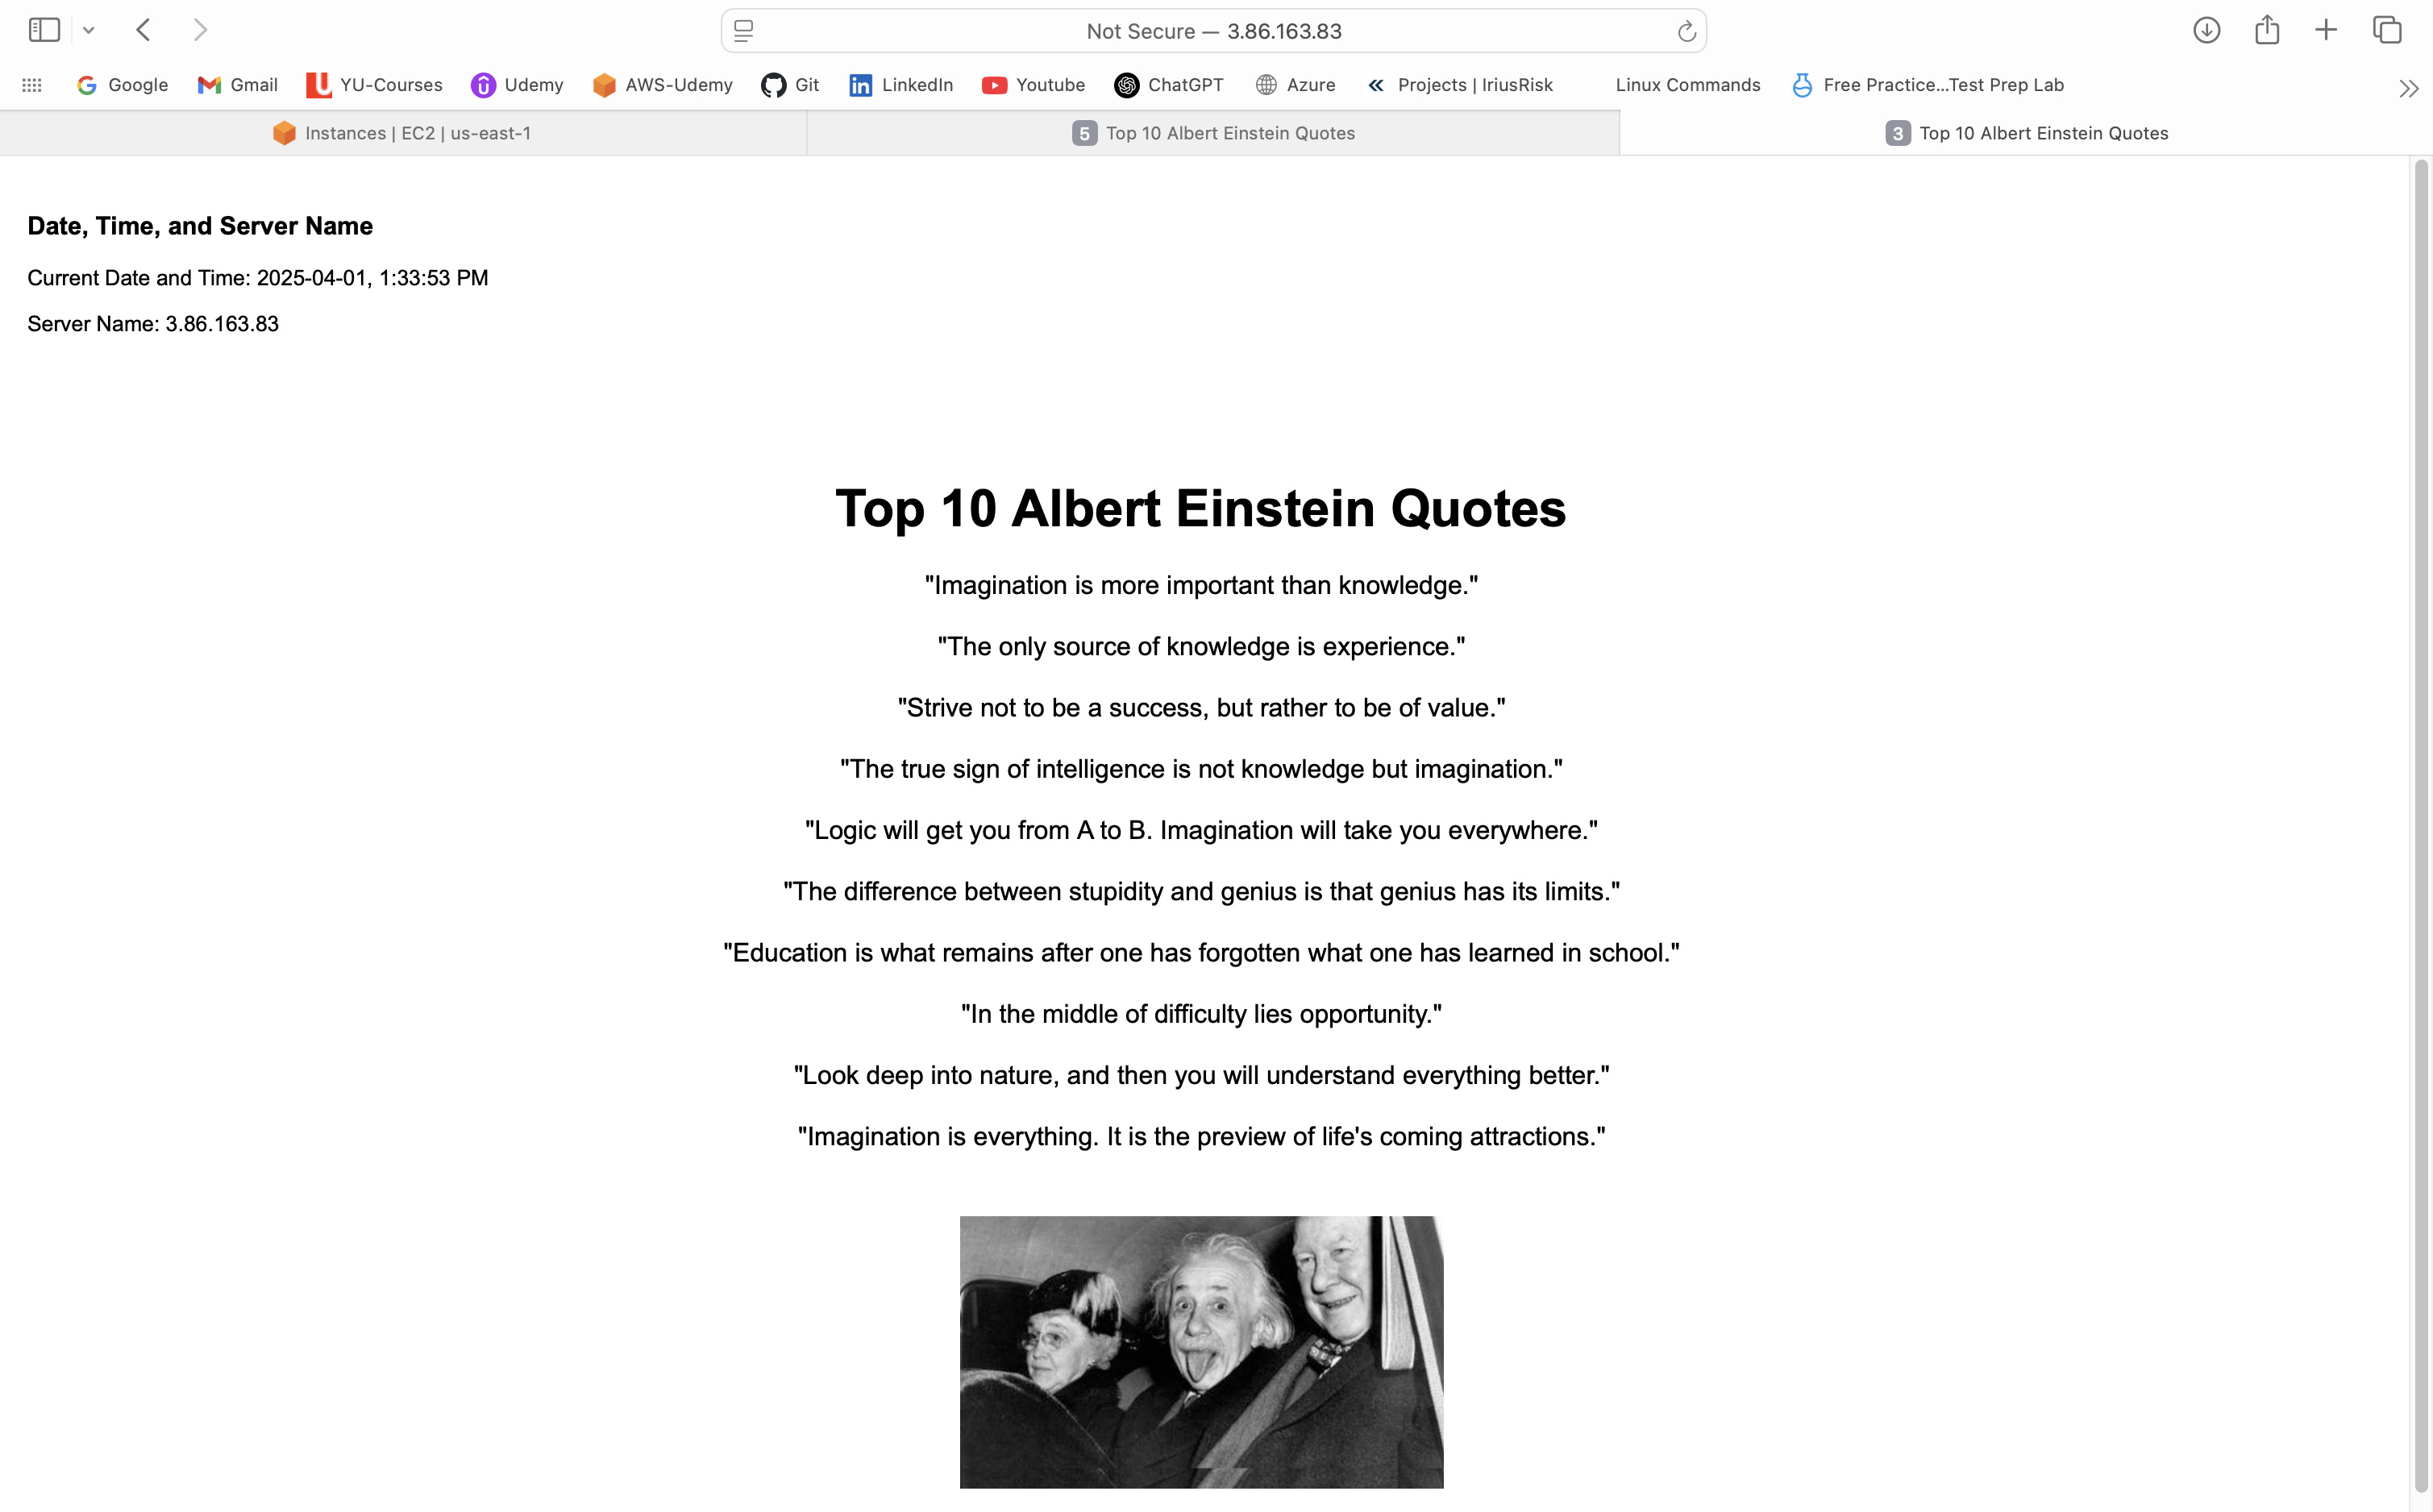 Not Secure — 3.86.163.83
Google
Gmail
YU-Courses
Udemy
AWS-Udemy
Git
LinkedIn
Youtube
ChatGPT
Azure
Projects | IriusRisk
Linux Commands
Free Practice...Test Prep Lab
Instances | EC2 | us-east-1
5 Top 10 Albert Einstein Quotes
3 Top 10 Albert Einstein Quotes
Date, Time, and Server Name
Current Date and Time: 2025-04-01, 1:33:53 PM
Server Name: 3.86.163.83
Top 10 Albert Einstein Quotes
"Imagination is more important than knowledge."
"The only source of knowledge is experience."
"Strive not to be a success, but rather to be of value."
"The true sign of intelligence is not knowledge but imagination."
"Logic will get you from A to B. Imagination will take you everywhere."
"The difference between stupidity and genius is that genius has its limits."
"Education is what remains after one has forgotten what one has learned in school."
"In the middle of difficulty lies opportunity."
"Look deep into nature, and then you will understand everything better."
"Imagination is everything. It is the preview of life's coming attractions."